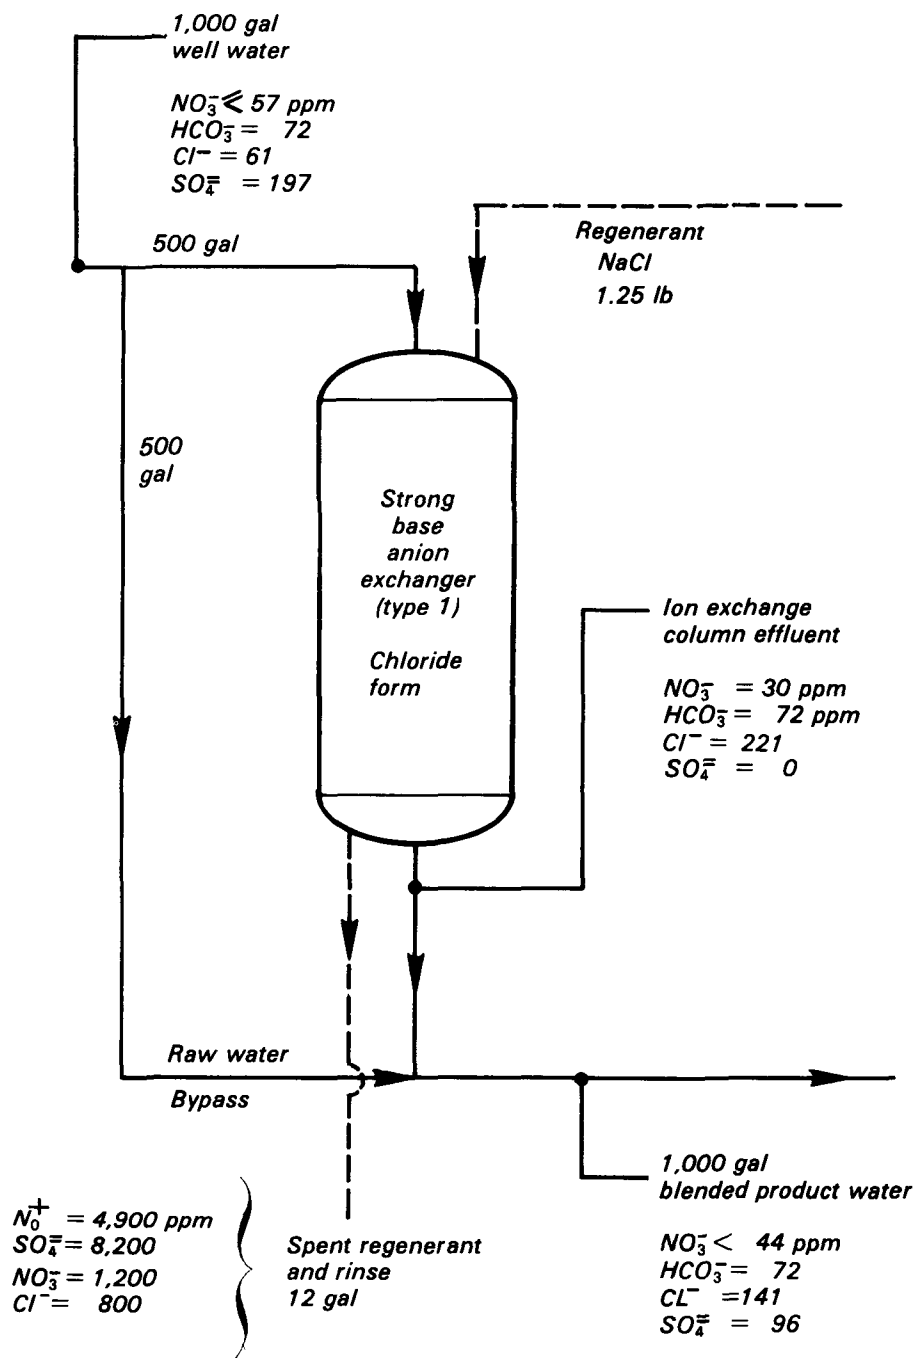 1,000 gal
well water
NO₃⁻ ≤ 57 ppm
HCO₃⁻ = 72
Cl⁻ = 61
SO₄⁼ = 197
500 gal
Regenerant
NaCl
1.25 lb
500
gal
Strong
base
anion
exchanger
(type 1)
Chloride
form
Ion exchange
column effluent
NO₃⁻ = 30 ppm
HCO₃⁻ = 72 ppm
Cl⁻ = 221
SO₄⁼ = 0
Raw water
Bypass
1,000 gal
blended product water
NO₃⁻ < 44 ppm
HCO₃⁻ = 72
CL⁻ =141
SO₄⁼ = 96
N₀⁺ = 4,900 ppm
SO₄⁼ = 8,200
NO₃⁻ = 1,200
Cl⁻ = 800
Spent regenerant
and rinse
12 gal